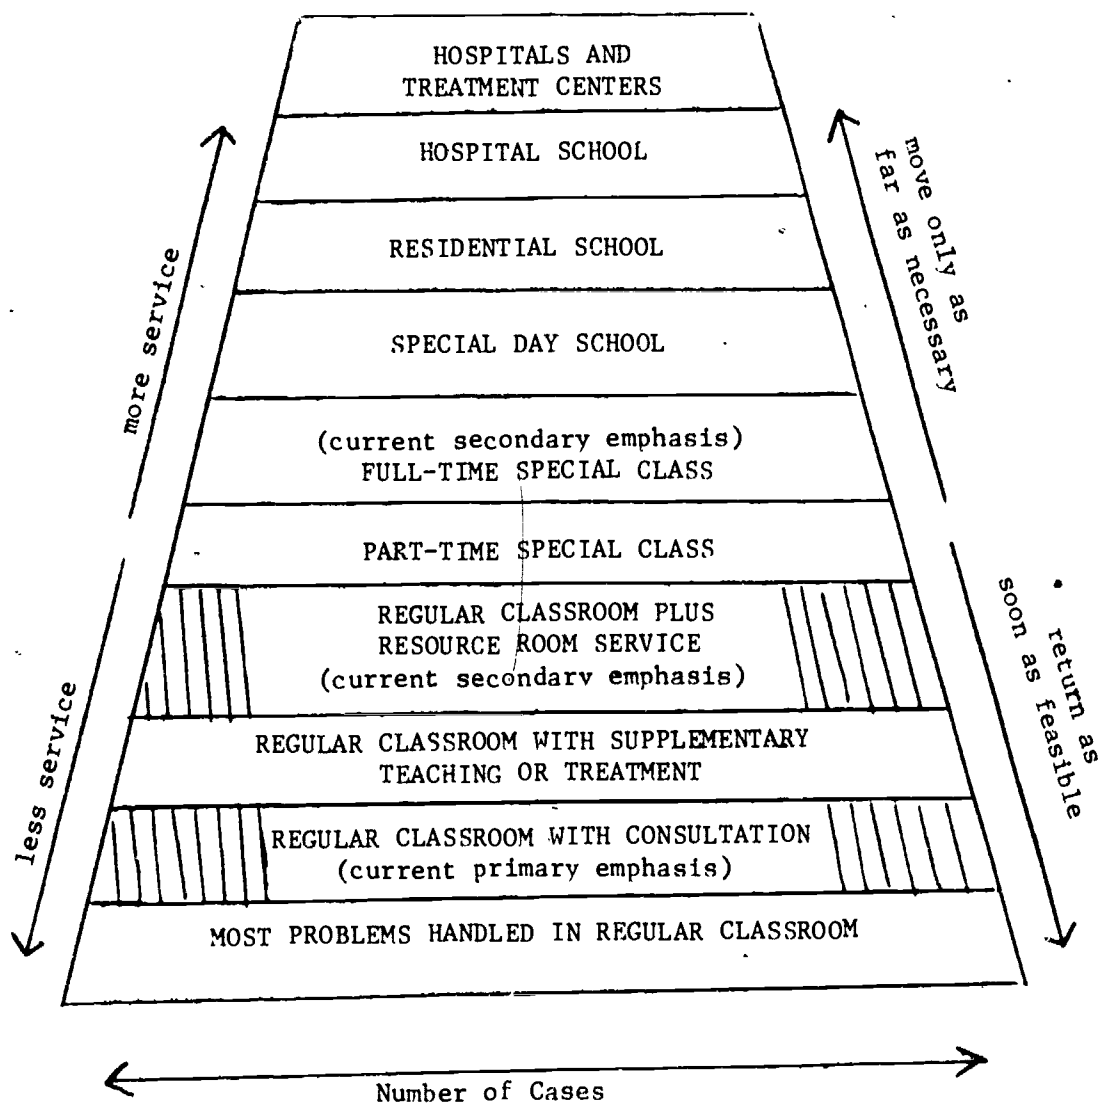 HOSPITALS AND
TREATMENT CENTERS
HOSPITAL SCHOOL
RESIDENTIAL SCHOOL
SPECIAL DAY SCHOOL
(current secondary emphasis)
FULL-TIME SPECIAL CLASS
PART-TIME SPECIAL CLASS
REGULAR CLASSROOM PLUS
RESOURCE ROOM SERVICE
(current secondary emphasis)
REGULAR CLASSROOM WITH SUPPLEMENTARY
TEACHING OR TREATMENT
REGULAR CLASSROOM WITH CONSULTATION
(current primary emphasis)
MOST PROBLEMS HANDLED IN REGULAR CLASSROOM
more service
less service
move only as
far as necessary
return as
soon as feasible
Number of Cases